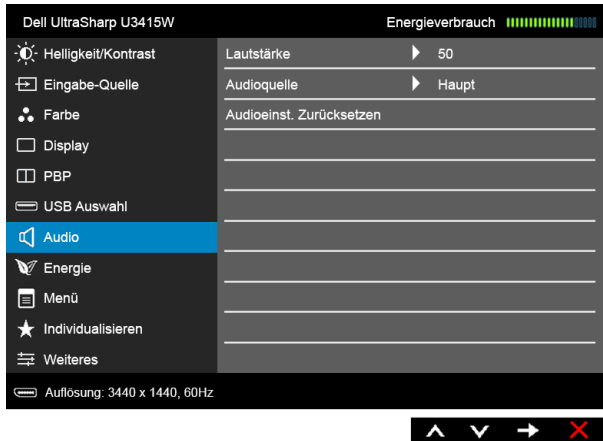 Dell UltraSharp U3415W Energieverbrauch
Helligkeit/Kontrast Lautstärke 50
Eingabe-Quelle Audioquelle Haupt
Farbe Audioeinst. Zurücksetzen
Display
PBP
USB Auswahl
Audio
Energie
Menü
Individualisieren
Weiteres
Auflösung: 3440 x 1440, 60Hz